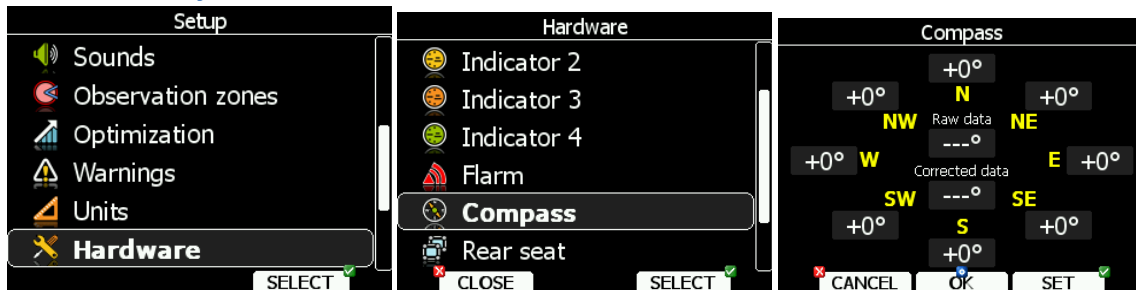 Setup
Sounds
Observation zones
Optimization
Warnings
Units
Hardware
SELECT
Hardware
Indicator 2
Indicator 3
Indicator 4
Flarm
Compass
Rear seat
CLOSE SELECT
Compass
+0°
+0° N +0°
NW Raw data NE
---°
+0° W E +0°
Corrected data
SW ---° SE
+0° S +0°
+0°
CANCEL OK SET